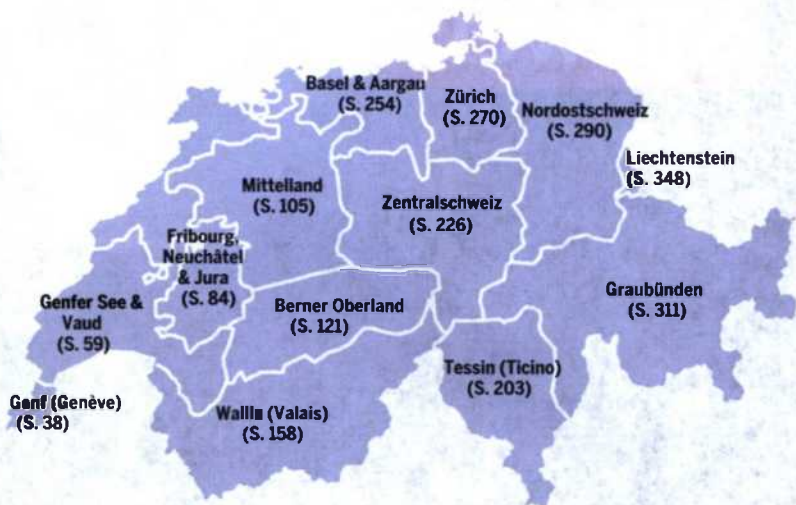 Basel & Aargau
(S. 254)
Zürich
(S. 270)
Nordostschweiz
(S. 290)
Liechtenstein
(S. 348)
Mittelland
(S. 105)
Zentralschweiz
(S. 226)
Fribourg,
Neuchâtel
& Jura
(S. 84)
Graubünden
(S. 311)
Genfer See &
Vaud
(S. 59)
Berner Oberland
(S. 121)
Tessin (Ticino)
(S. 203)
Genf (Genève)
(S. 38)
Wallis (Valais)
(S. 158)